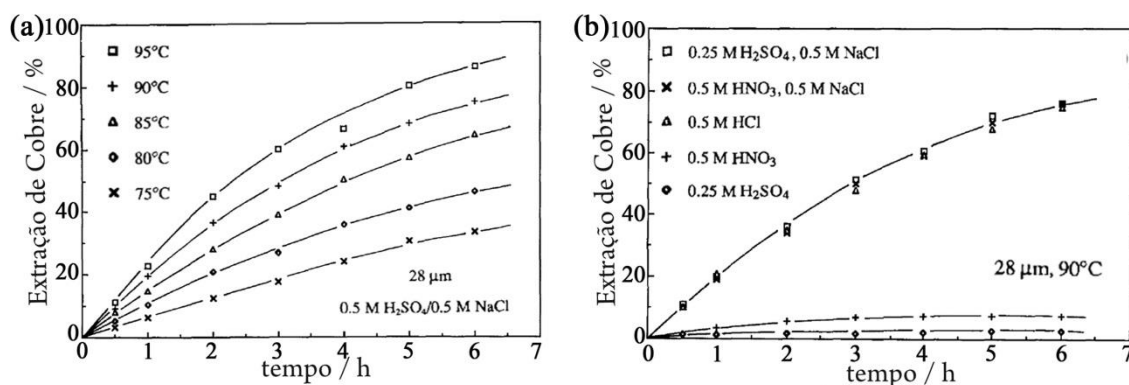 (a)
Extração de Cobre / %
100
80
60
40
20
0
95°C
90°C
85°C
80°C
75°C
28 μm
0.5 M H₂SO₄/0.5 M NaCl
0 1 2 3 4 5 6 7
tempo / h
(b)
Extração de Cobre / %
100
80
60
40
20
0
0.25 M H₂SO₄, 0.5 M NaCl
0.5 M HNO₃, 0.5 M NaCl
0.5 M HCl
0.5 M HNO₃
0.25 M H₂SO₄
28 μm, 90°C
0 1 2 3 4 5 6 7
tempo / h